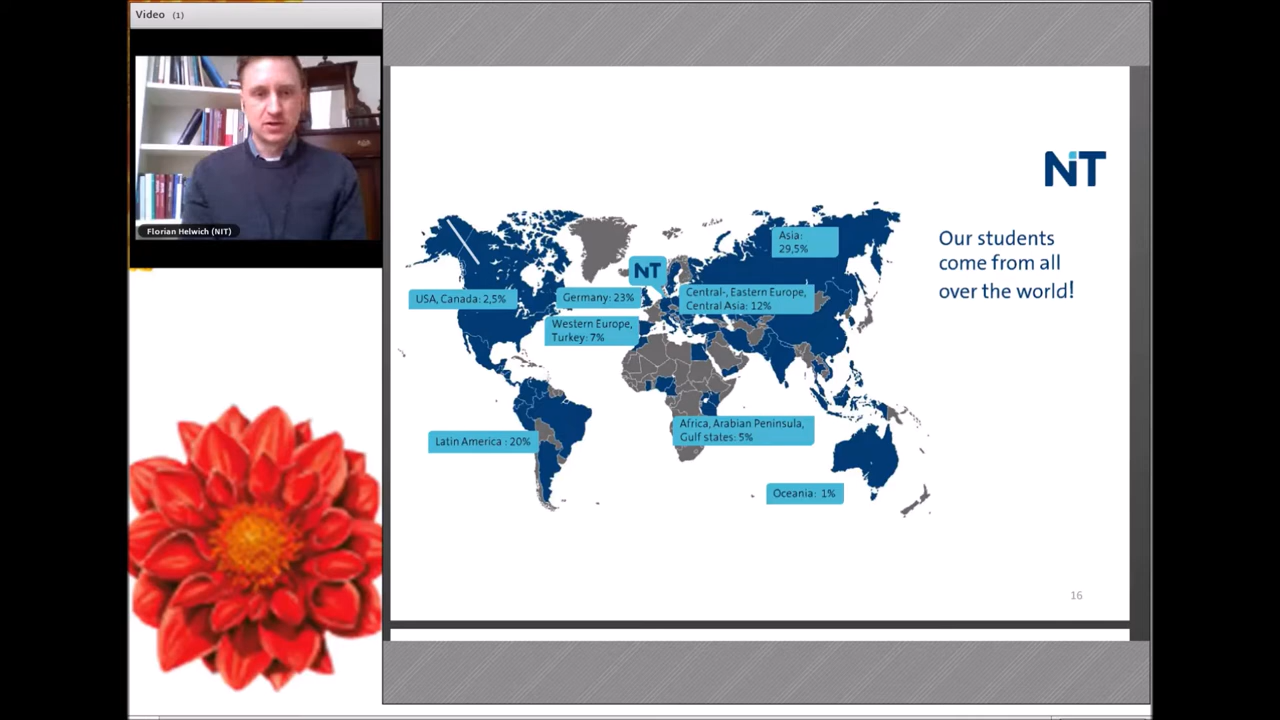 Video (1)
Florian Helwich (NIT)
NiT
Our students
come from all
over the world!
Asia:
29,5%
NiT
USA, Canada: 2,5%
Germany: 23%
Central-, Eastern Europe,
Central Asia: 12%
Western Europe,
Turkey: 7%
Latin America : 20%
Africa, Arabian Peninsula,
Gulf states: 5%
Oceania: 1%
16